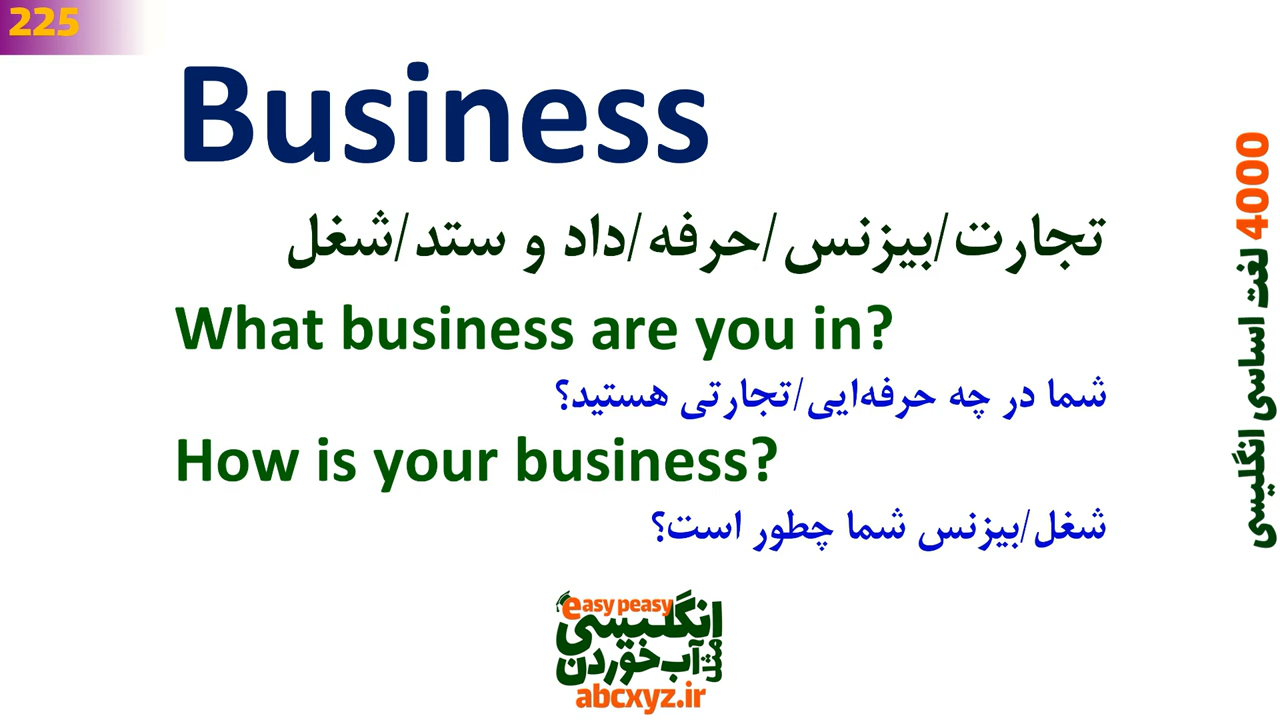 225
Business
تجارت/بیزنس/حرفه/داد و ستد/شغل
What business are you in?
شما در چه حرفه‌ایی/تجارتی هستید؟
How is your business?
شغل/بیزنس شما چطور است؟
4000 لغت اساسی انگلیسی
easy peasy
انگلیسی
مثل آب خوردن
abcxyz.ir